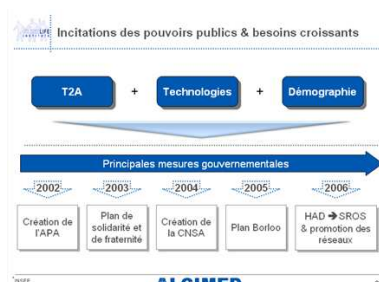 Incitations des pouvoirs publics & besoins croissants
T2A + Technologies + Démographie
Principales mesures gouvernementales
2002 2003 2004 2005 2006
Création de l'APA
Plan de solidarité et de fraternité
Création de la CNSA
Plan Borloo
HAD → SROS & promotion des réseaux
ALCIMED